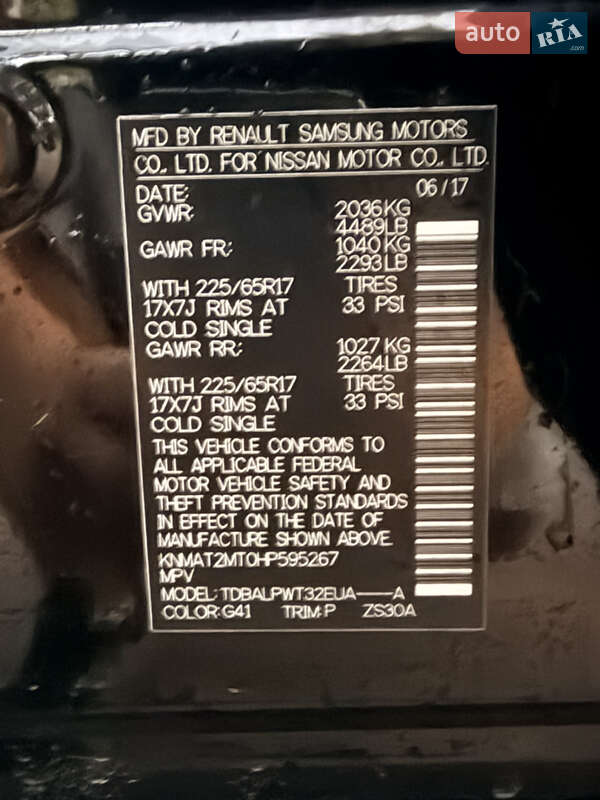 auto RIA.com
MFD BY RENAULT SAMSUNG MOTORS
CO., LTD. FOR NISSAN MOTOR CO., LTD.
DATE: 06/17
GVWR: 2036KG
4489LB
GAWR FR: 1040KG
2293LB
WITH 225/65R17 TIRES
17X7J RIMS AT 33 PSI
COLD SINGLE
GAWR RR: 1027KG
2264LB
WITH 225/65R17 TIRES
17X7J RIMS AT 33 PSI
COLD SINGLE
THIS VEHICLE CONFORMS TO
ALL APPLICABLE FEDERAL
MOTOR VEHICLE SAFETY AND
THEFT PREVENTION STANDARDS
IN EFFECT ON THE DATE OF
MANUFACTURE SHOWN ABOVE.
KNMAT2MT0HP595267
MPV
MODEL: TDBALPWT32EUA----A
COLOR:G41 TRIM:P ZS30A